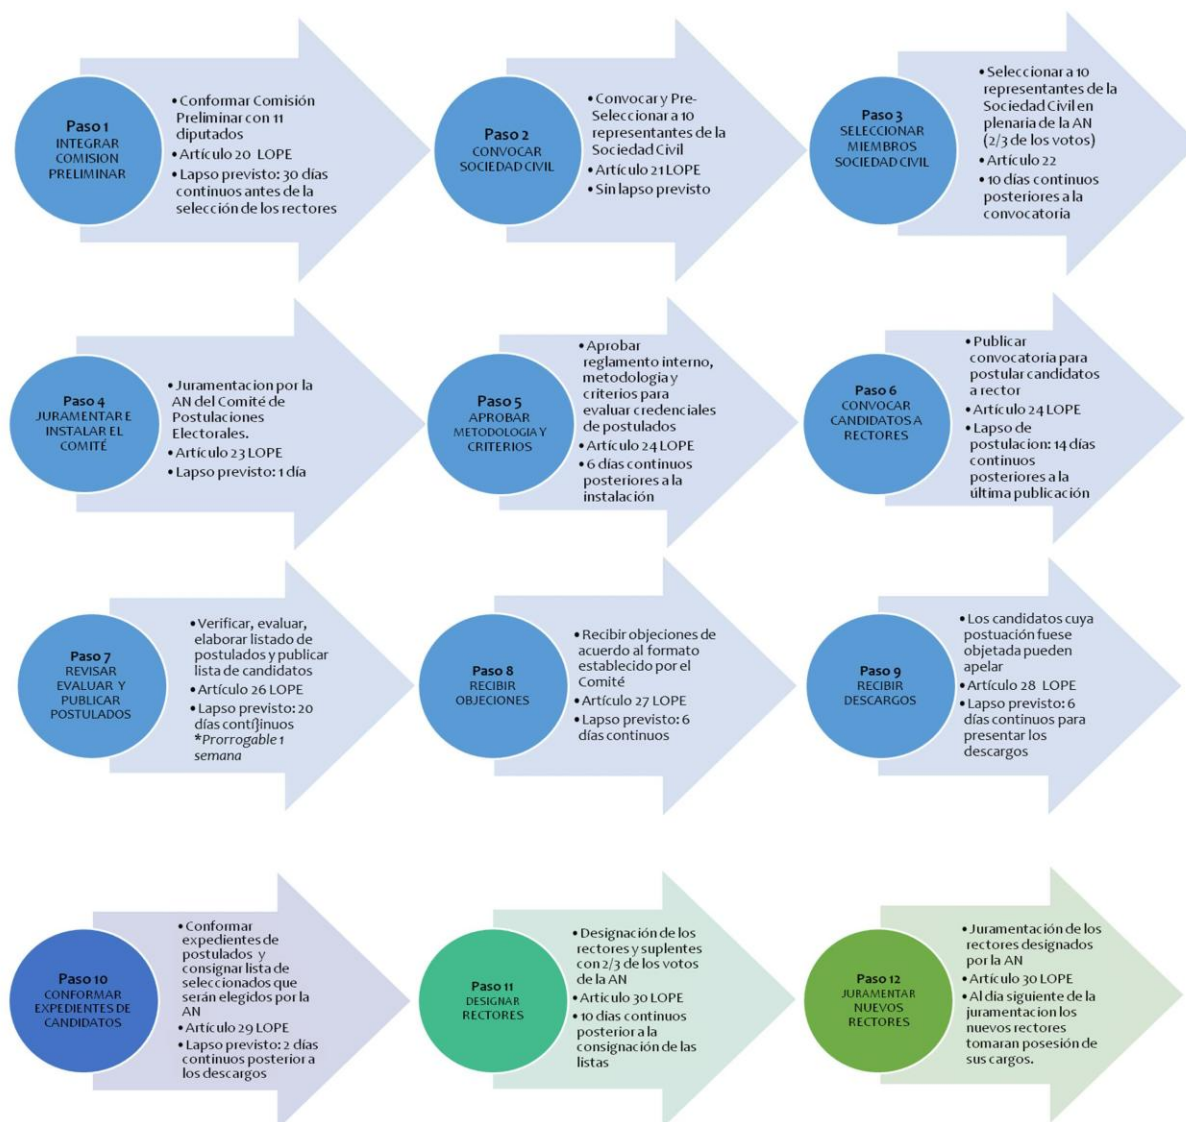 Paso 1
INTEGRAR
COMISION
PRELIMINAR
• Conformar Comisión
Preliminar con 11
diputados
• Artículo 20 LOPE
• Lapso previsto: 30 días
continuos antes de la
selección de los rectores
Paso 2
CONVOCAR
SOCIEDAD CIVIL
• Convocar y Pre-
Seleccionar a 10
representantes de la
Sociedad Civil
• Artículo 21 LOPE
• Sin lapso previsto
Paso 3
SELECCIONAR
MIEMBROS
SOCIEDAD CIVIL
• Seleccionar a 10
representantes de la
Sociedad Civil en
plenaria de la AN
(2/3 de los votos)
• Artículo 22
• 10 días continuos
posteriores a la
convocatoria
Paso 4
JURAMENTAR E
INSTALAR EL
COMITÉ
• Juramentacion por la
AN del Comité de
Postulaciones
Electorales.
• Artículo 23 LOPE
• Lapso previsto: 1 día
Paso 5
APROBAR
METODOLOGIA Y
CRITERIOS
• Aprobar
reglamento interno,
metodología y
criterios para
evaluar credenciales
de postulados
• Artículo 24 LOPE
• 6 días continuos
posteriores a la
instalación
Paso 6
CONVOCAR
CANDIDATOS A
RECTORES
• Publicar
convocatoria para
postular candidatos
a rector
• Artículo 24 LOPE
• Lapso de
postulacion: 14 días
continuos
posteriores a la
última publicación
Paso 7
REVISAR
EVALUAR Y
PUBLICAR
POSTULADOS
• Verificar, evaluar,
elaborar listado de
postulados y publicar
lista de candidatos
• Artículo 26 LOPE
• Lapso previsto: 20
días contíjinuos
*Prorrogable 1
semana
Paso 8
RECIBIR
OBJECIONES
• Recibir objeciones de
acuerdo al formato
establecido por el
Comité
• Artículo 27 LOPE
• Lapso previsto: 6
días continuos
Paso 9
RECIBIR
DESCARGOS
• Los candidatos cuya
postuación fuese
objetada pueden
apelar
• Artículo 28 LOPE
• Lapso previsto: 6
días continuos para
presentar los
descargos
Paso 10
CONFORMAR
EXPEDIENTES DE
CANDIDATOS
• Conformar
expedientes de
postulados y
consignar lista de
seleccionados que
serán elegidos por la
AN
• Artículo 29 LOPE
• Lapso previsto: 2 días
continuos posterior a
los descargos
Paso 11
DESIGNAR
RECTORES
• Designación de los
rectores y suplentes
con 2/3 de los votos
de la AN
• Articulo 30 LOPE
• 10 dias continuos
posterior a la
consignación de las
listas
Paso 12
JURAMENTAR
NUEVOS
RECTORES
• Juramentación de los
rectores designados
por la AN
• Artículo 30 LOPE
• Al dia siguiente de la
juramentacion los
nuevos rectores
tomaran posesión de
sus cargos.